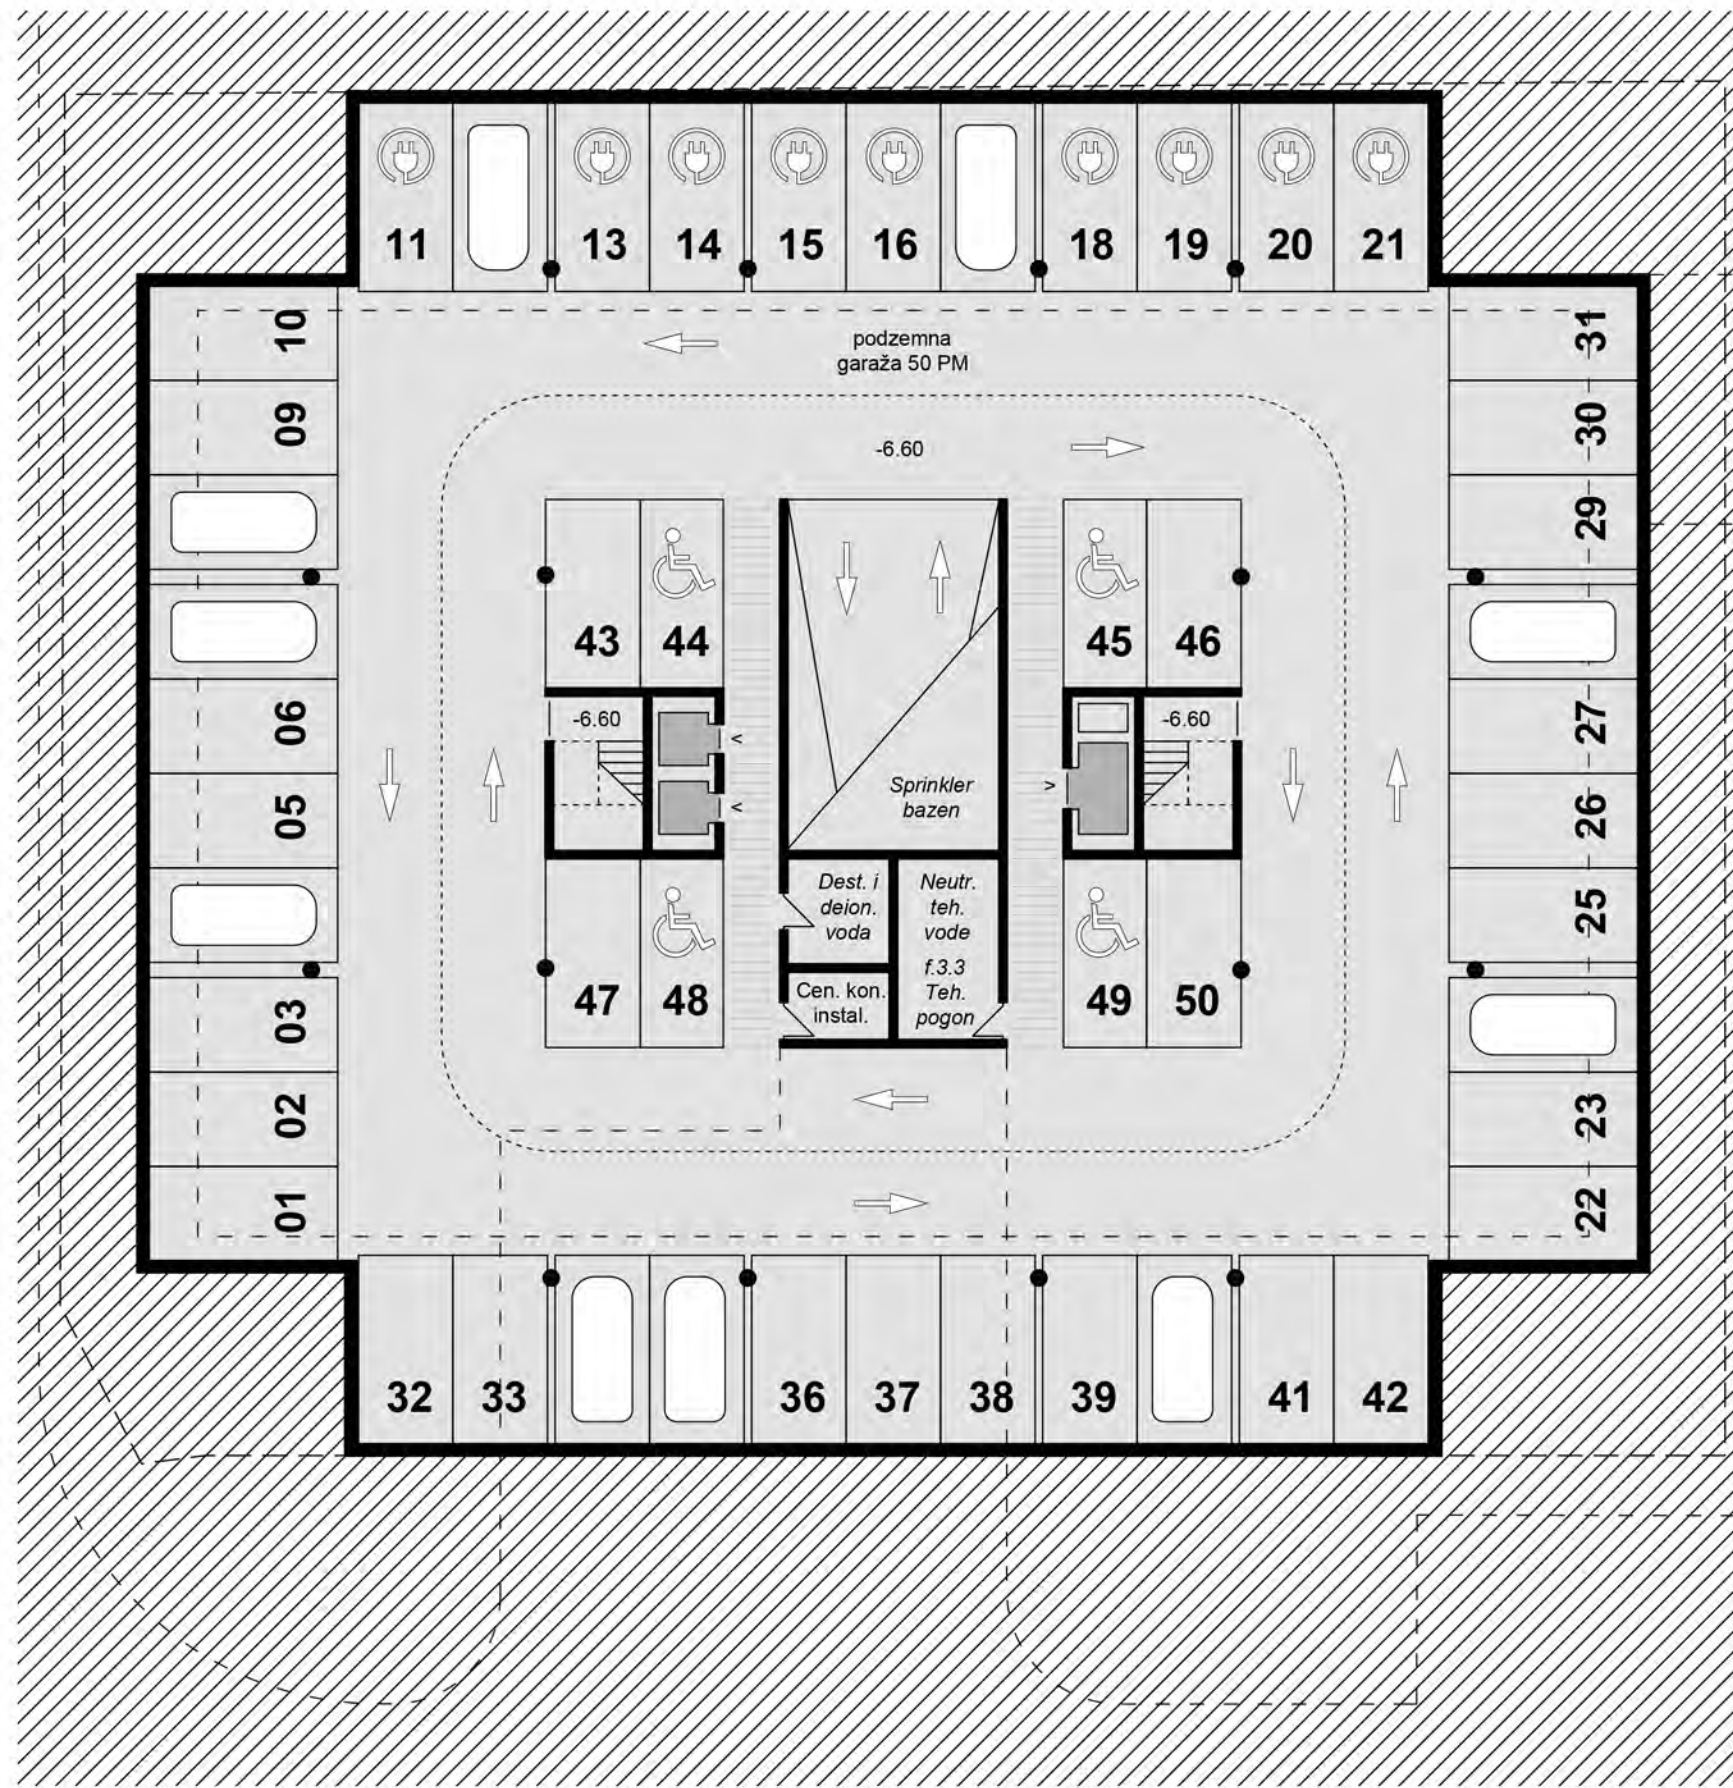 11 13 14 15 16 18 19 20 21
10
09
06
05
03
02
01
podzemna
garaža 50 PM
-6.60
31
30
29
27
26
25
23
22
43 44
45 46
-6.60
<
<
Sprinkler
bazen
>
-6.60
47 48
Dest. i
deion.
voda
Cen. kon.
instal.
Neutr.
teh.
vode
f.3.3
Teh.
pogon
49 50
32 33 36 37 38 39 41 42